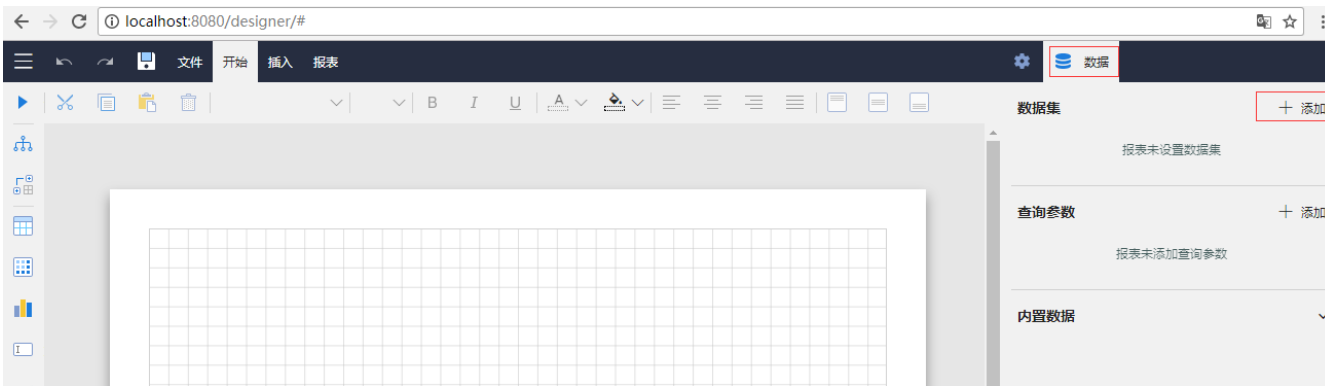 localhost:8080/designer/#
文件 开始 插入 报表 数据
B I U A
数据集 + 添加
报表未设置数据集
查询参数 + 添加
报表未添加查询参数
内置数据